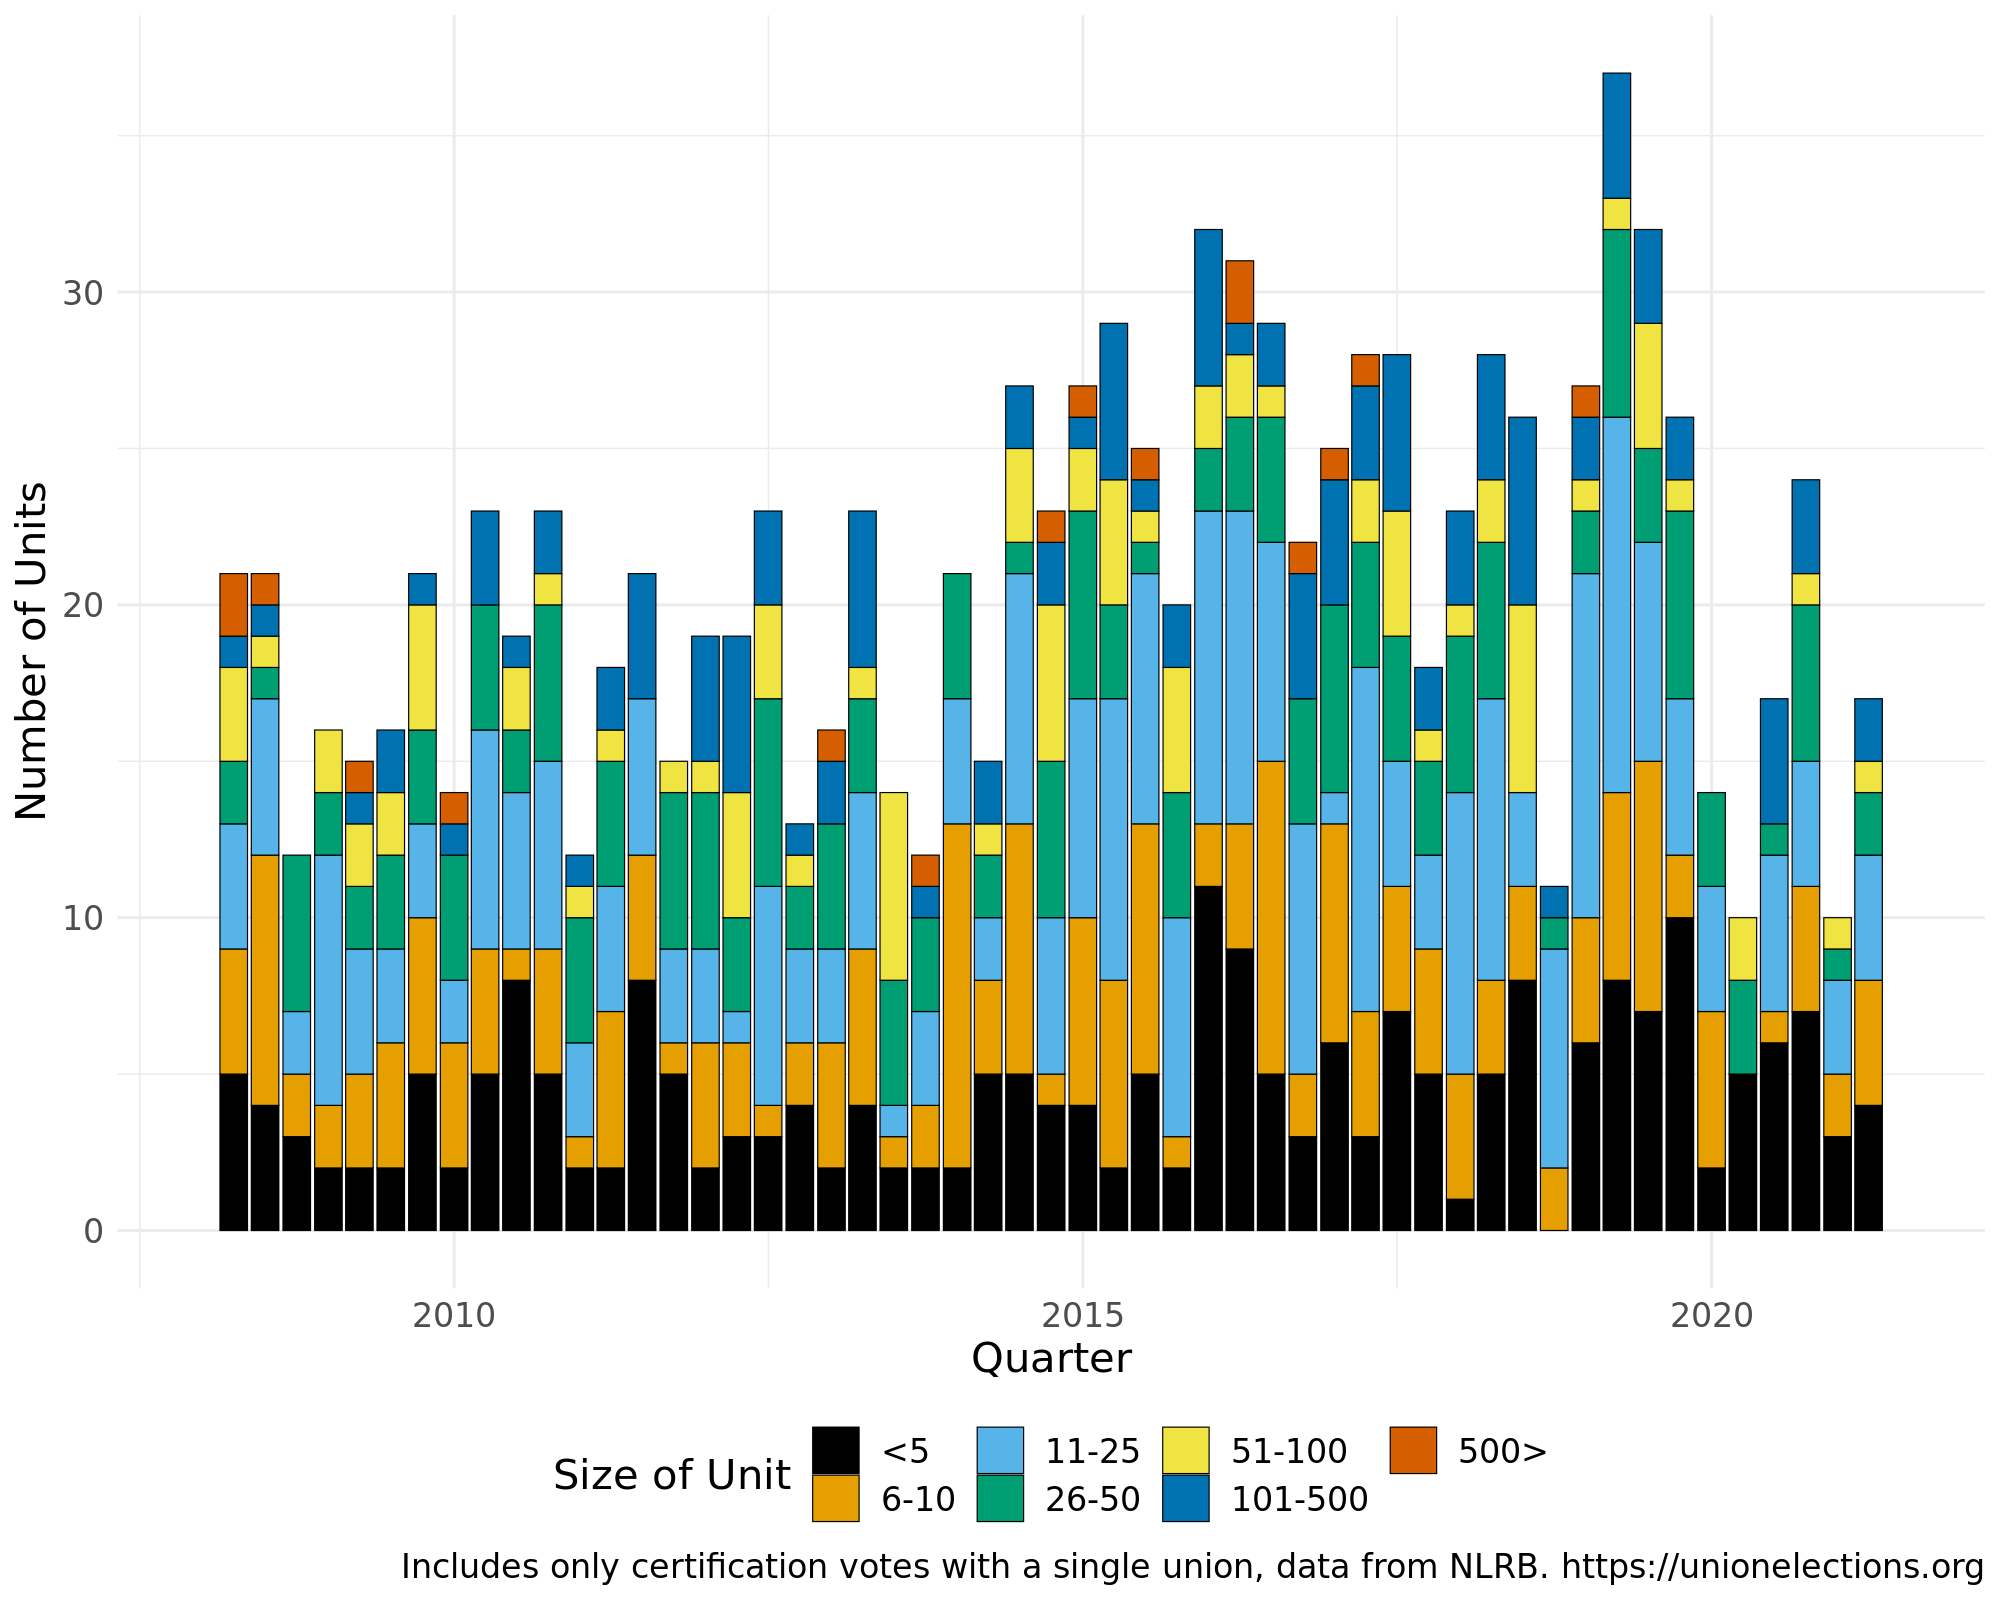 30
20
10
0
Number of Units
2010 2015 2020
Quarter
Size of Unit
<5 11-25 51-100 500>
6-10 26-50 101-500
Includes only certification votes with a single union, data from NLRB. https://unionelections.org